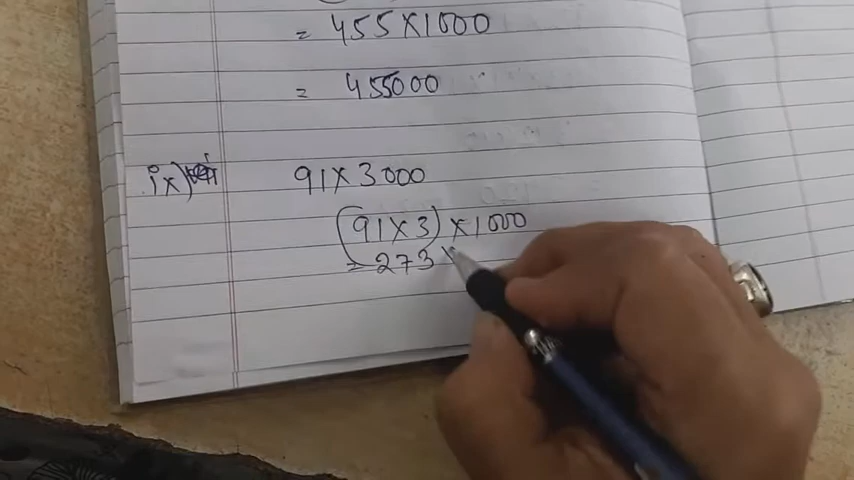 = 455×1000
= 455000
ix) 91×3000
(91×3)×1000
= 273